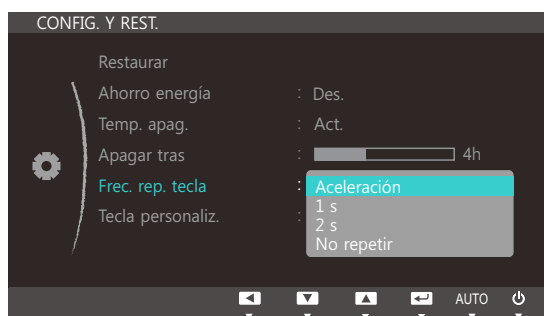 CONFIG. Y REST.
Restaurar
Ahorro energía : Des.
Temp. apag. : Act.
Apagar tras : 4h
Frec. rep. tecla : Aceleración
1 s
2 s
No repetir
Tecla personaliz. :
AUTO